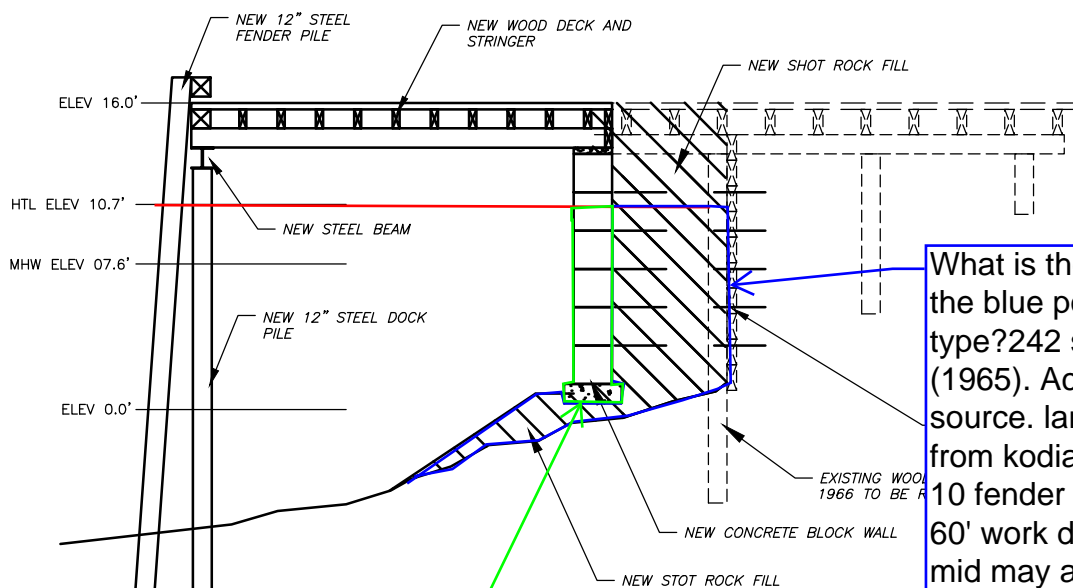 NEW 12" STEEL
FENDER PILE
NEW WOOD DECK AND
STRINGER
NEW SHOT ROCK FILL
ELEV 16.0'
HTL ELEV 10.7'
NEW STEEL BEAM
MHW ELEV 07.6'
NEW 12" STEEL DOCK
PILE
ELEV 0.0'
What is th
the blue po
type?242 s
(1965). Ad
source. lar
from kodia
10 fender
60' work d
mid may a
EXISTING WOO
1966 TO BE R
NEW CONCRETE BLOCK WALL
NEW STOT ROCK FILL